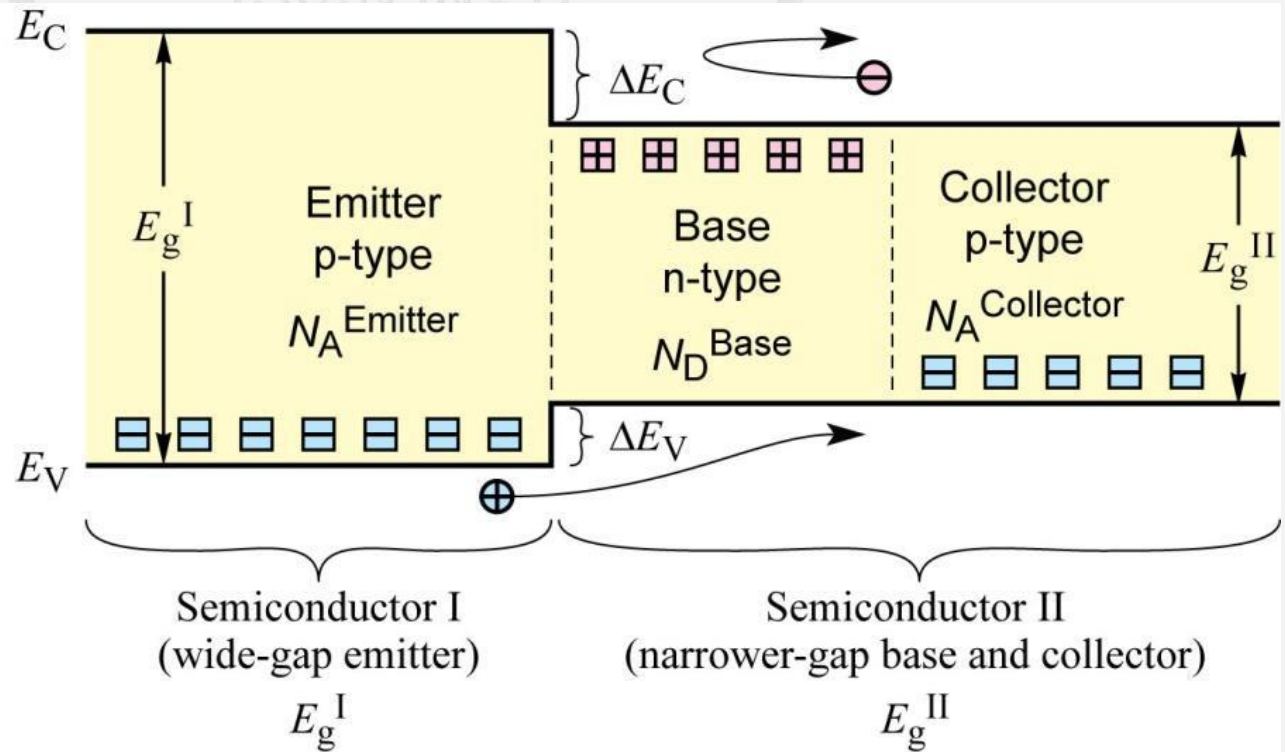 E_C
ΔE_C
E_g^I
Emitter
p-type
N_A^Emitter
Base
n-type
N_D^Base
Collector
p-type
N_A^Collector
E_g^II
ΔE_V
E_V
Semiconductor I
(wide-gap emitter)
E_g^I
Semiconductor II
(narrower-gap base and collector)
E_g^II